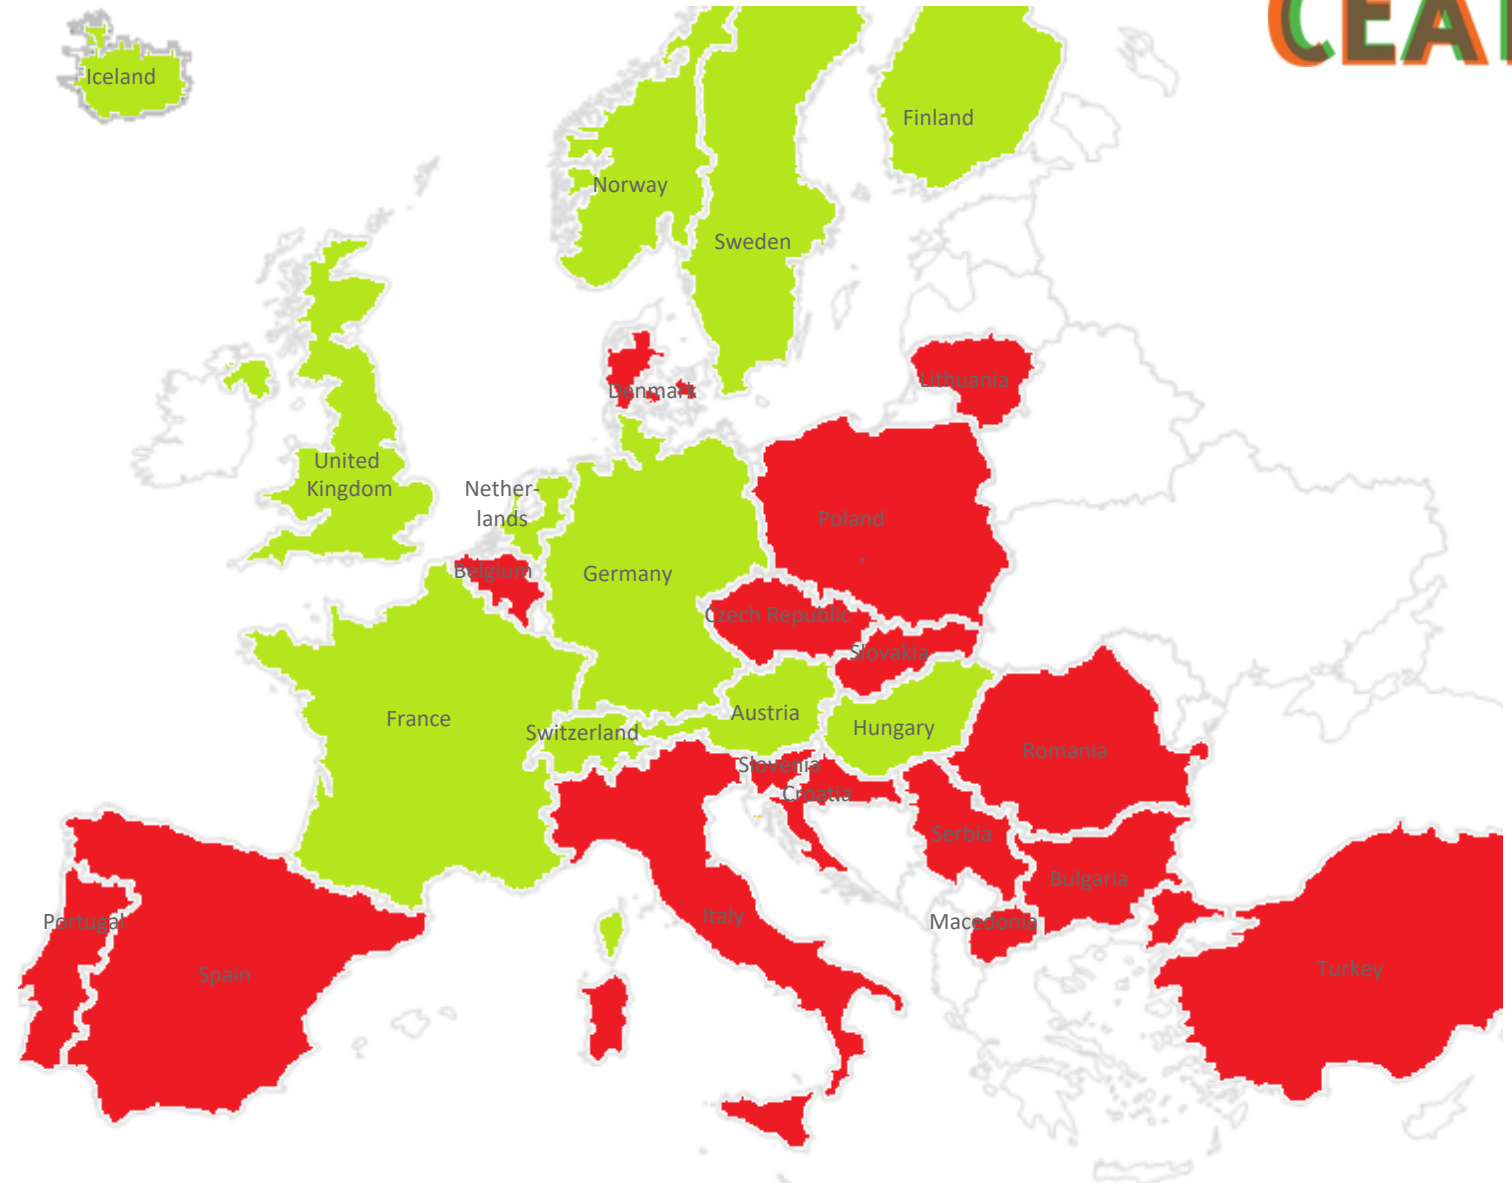 CEA
Iceland
Finland
Norway
Sweden
Denmark
Lithuania
United
Kingdom
Nether-
lands
Poland
Belgium
Germany
Czech Republic
Slovakia
France
Switzerland
Austria
Hungary
Slovenia
Romania
Croatia
Serbia
Bulgaria
Portugal
Italy
Macedonia
Spain
Turkey